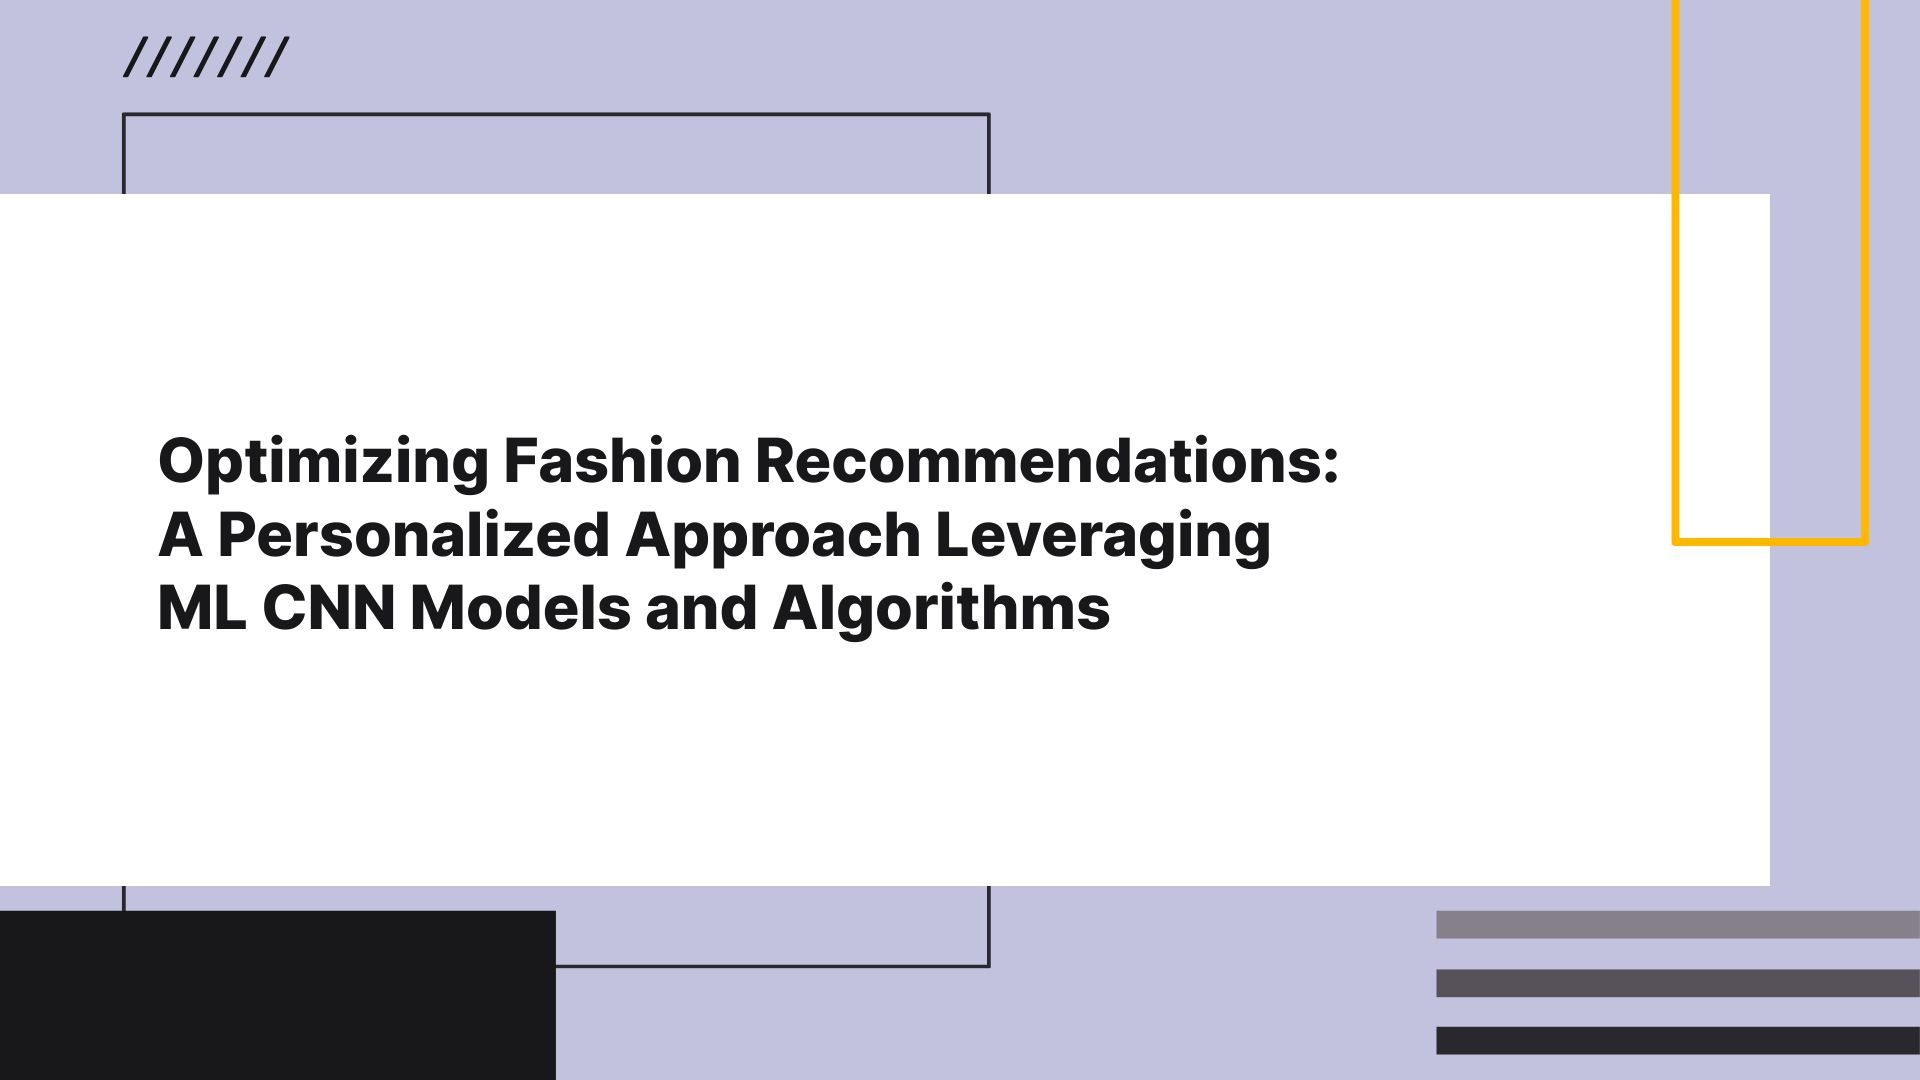 Optimizing Fashion Recommendations:
A Personalized Approach Leveraging
ML CNN Models and Algorithms